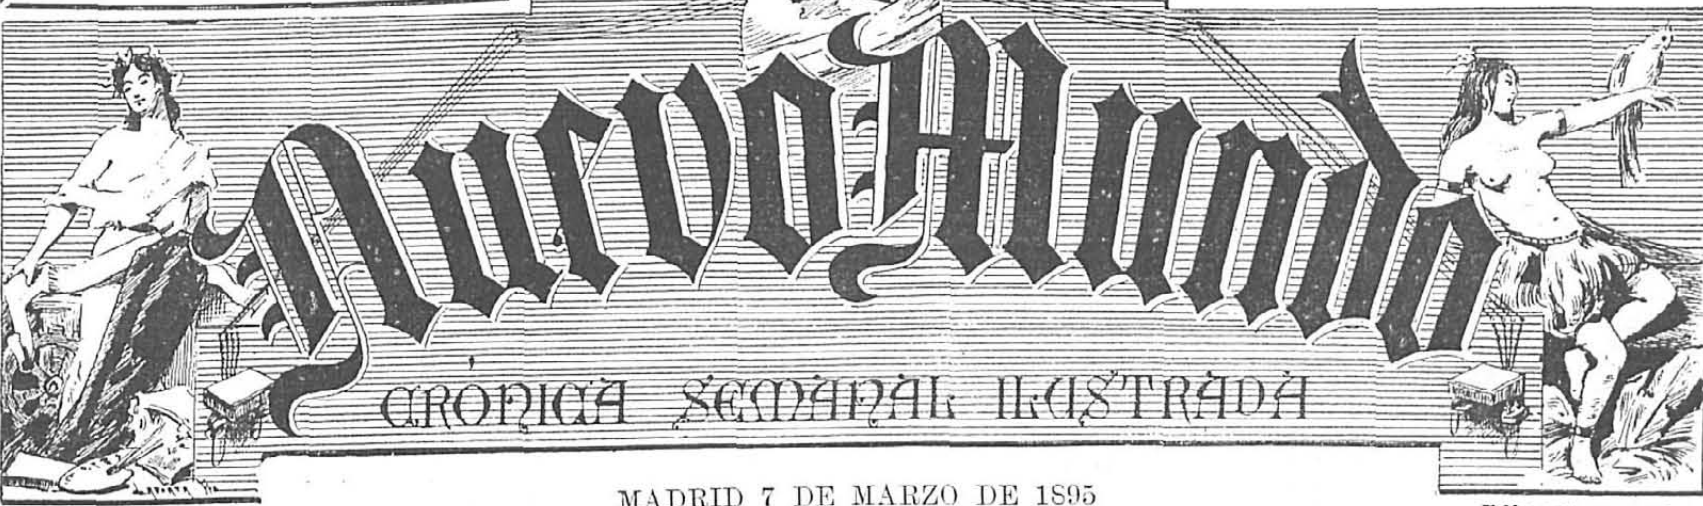 Nuevo Mundo
CRÓNICA SEMANAL ILUSTRADA
MADRID 7 DE MARZO DE 1895